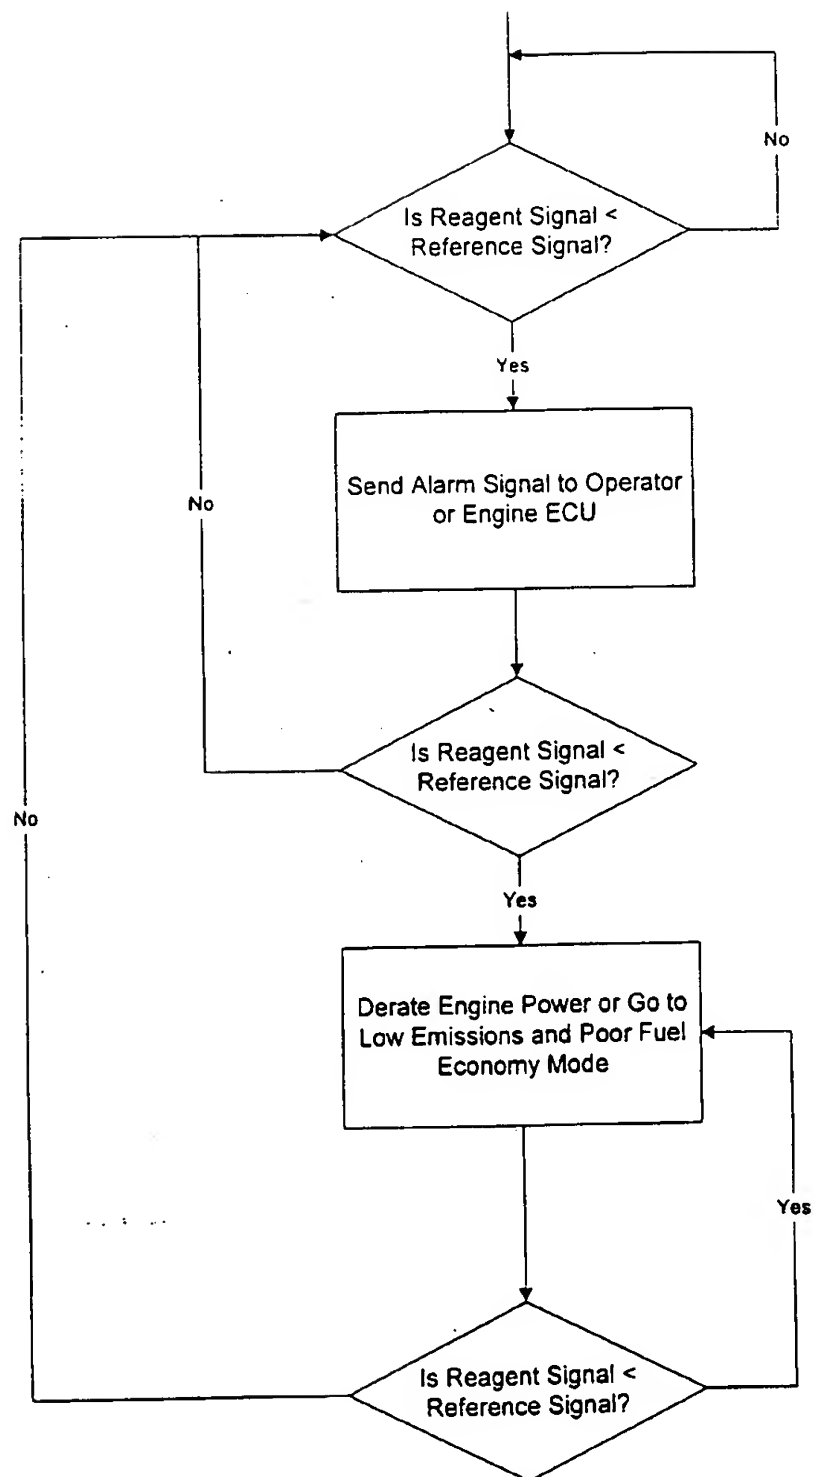 No
Is Reagent Signal <
Reference Signal?
Yes
Send Alarm Signal to Operator
or Engine ECU
No
Is Reagent Signal <
Reference Signal?
No
Yes
Derate Engine Power or Go to
Low Emissions and Poor Fuel
Economy Mode
Yes
Is Reagent Signal <
Reference Signal?